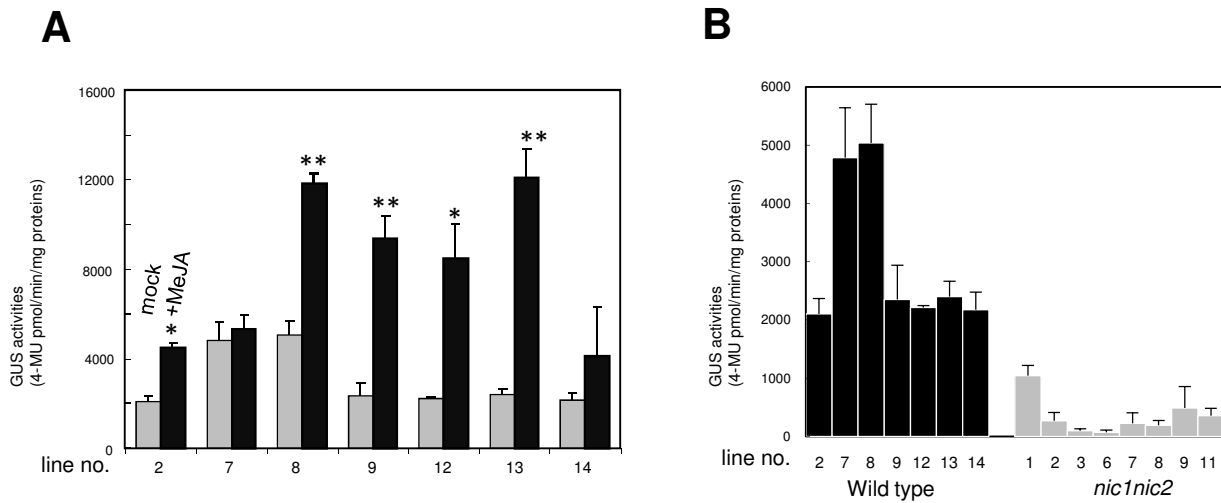 A
GUS activities
(4-MU pmol/min/mg proteins)
16000
12000
8000
4000
0
mock
* +MeJA
**
**
*
**
line no. 2 7 8 9 12 13 14
B
GUS activities
(4-MU pmol/min/mg proteins)
6000
5000
4000
3000
2000
1000
0
line no. 2 7 8 9 12 13 14 1 2 3 6 7 8 9 11
Wild type nic1nic2